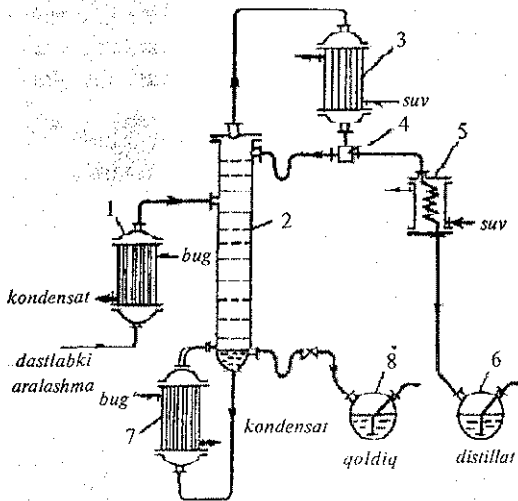 3
suv
4
5
1
2
bug
suv
kondensat
dastlabki
aralashma
8
6
bug'
7
kondensat
qoldiq
distillat